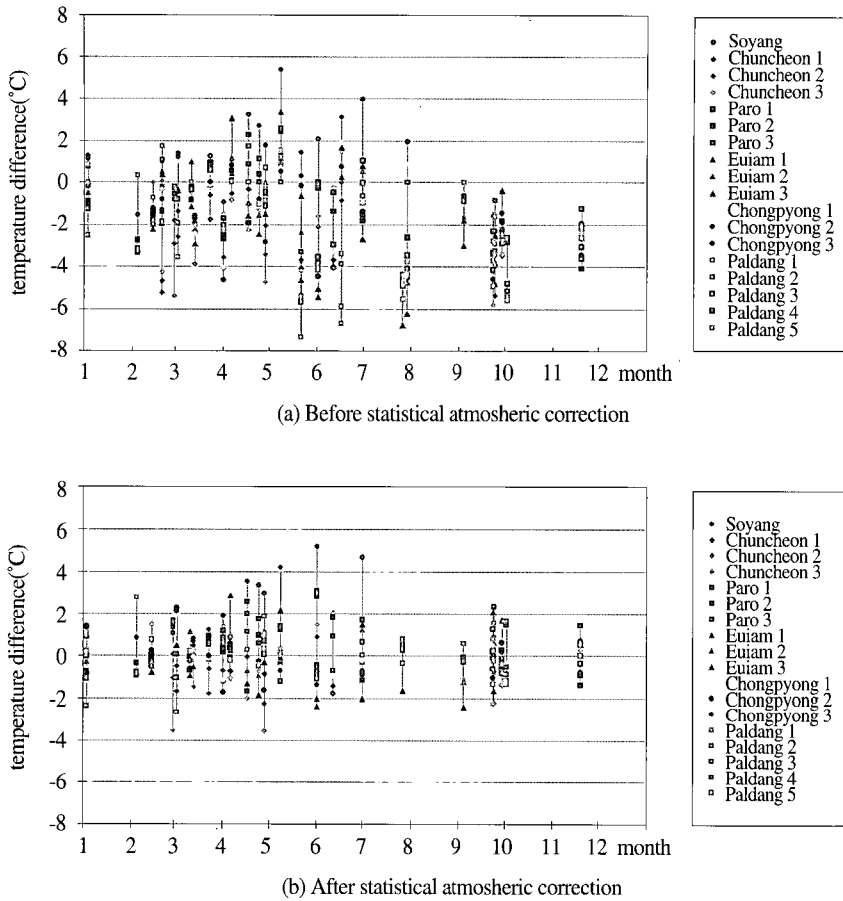 8
6
4
2
0
-2
-4
-6
-8
temperature difference(°C)
1 2 3 4 5 6 7 8 9 10 11 12 month
(a) Before statistical atmosheric correction
Soyang
Chuncheon 1
Chuncheon 2
Chuncheon 3
Paro 1
Paro 2
Paro 3
Euiam 1
Euiam 2
Euiam 3
Chongpyong 1
Chongpyong 2
Chongpyong 3
Paldang 1
Paldang 2
Paldang 3
Paldang 4
Paldang 5
8
6
4
2
0
-2
-4
-6
-8
temperature difference(°C)
1 2 3 4 5 6 7 8 9 10 11 12 month
(b) After statistical atmosheric correction
Soyang
Chuncheon 1
Chuncheon 2
Chuncheon 3
Paro 1
Paro 2
Paro 3
Euiam 1
Euiam 2
Euiam 3
Chongpyong 1
Chongpyong 2
Chongpyong 3
Paldang 1
Paldang 2
Paldang 3
Paldang 4
Paldang 5